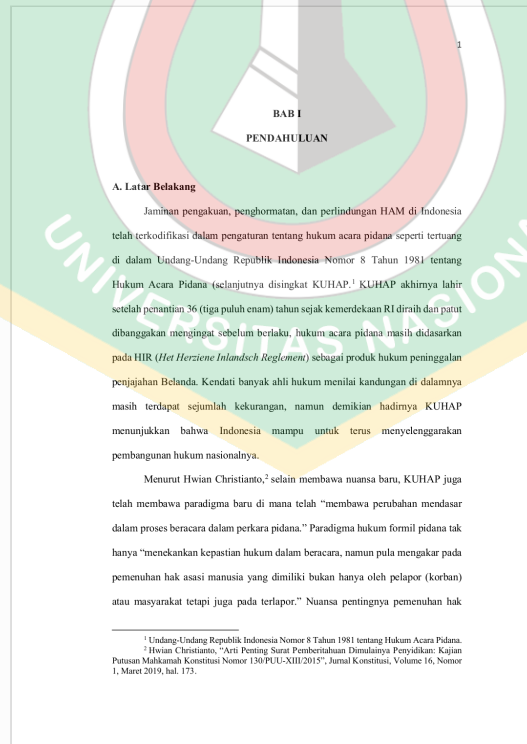 1
BAB I
PENDAHULUAN
A. Latar Belakang
Jaminan pengakuan, penghormatan, dan perlindungan HAM di Indonesia
telah terkodifikasi dalam pengaturan tentang hukum acara pidana seperti tertuang
di dalam Undang-Undang Republik Indonesia Nomor 8 Tahun 1981 tentang
Hukum Acara Pidana (selanjutnya disingkat KUHAP.¹ KUHAP akhirnya lahir
setelah penantian 36 (tiga puluh enam) tahun sejak kemerdekaan RI diraih dan patut
dibanggakan mengingat sebelum berlaku, hukum acara pidana masih didasarkan
pada HIR (Het Herziene Inlandsch Reglement) sebagai produk hukum peninggalan
penjajahan Belanda. Kendati banyak ahli hukum menilai kandungan di dalamnya
masih terdapat sejumlah kekurangan, namun demikian hadirnya KUHAP
menunjukkan bahwa Indonesia mampu untuk terus menyelenggarakan
pembangunan hukum nasionalnya.
Menurut Hwian Christianto,² selain membawa nuansa baru, KUHAP juga
telah membawa paradigma baru di mana telah “membawa perubahan mendasar
dalam proses beracara dalam perkara pidana.” Paradigma hukum formil pidana tak
hanya “menekankan kepastian hukum dalam beracara, namun pula mengakar pada
pemenuhan hak asasi manusia yang dimiliki bukan hanya oleh pelapor (korban)
atau masyarakat tetapi juga pada terlapor.” Nuansa pentingnya pemenuhan hak
¹ Undang-Undang Republik Indonesia Nomor 8 Tahun 1981 tentang Hukum Acara Pidana.
² Hwian Christianto, “Arti Penting Surat Pemberitahuan Dimulainya Penyidikan: Kajian
Putusan Mahkamah Konstitusi Nomor 130/PUU-XIII/2015”, Jurnal Konstitusi, Volume 16, Nomor
1, Maret 2019, hal. 173.
UNIVERSITAS NASION